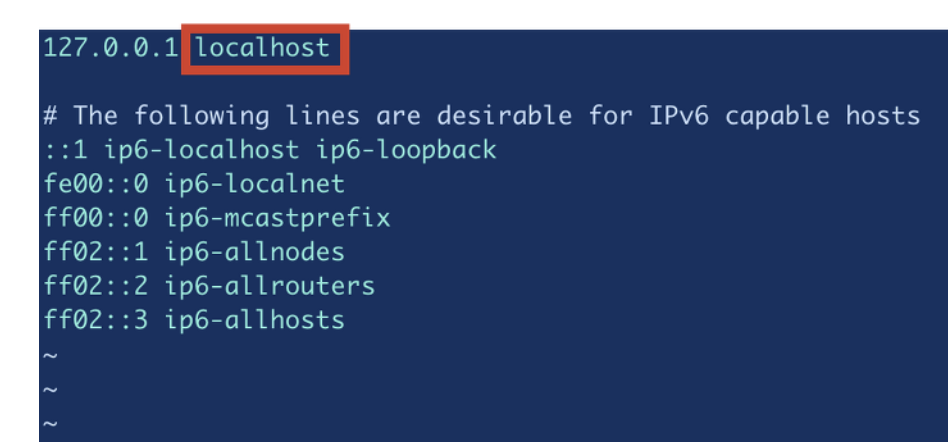 127.0.0.1 localhost
# The following lines are desirable for IPv6 capable hosts
::1 ip6-localhost ip6-loopback
fe00::0 ip6-localnet
ff00::0 ip6-mcastprefix
ff02::1 ip6-allnodes
ff02::2 ip6-allrouters
ff02::3 ip6-allhosts
~
~
~